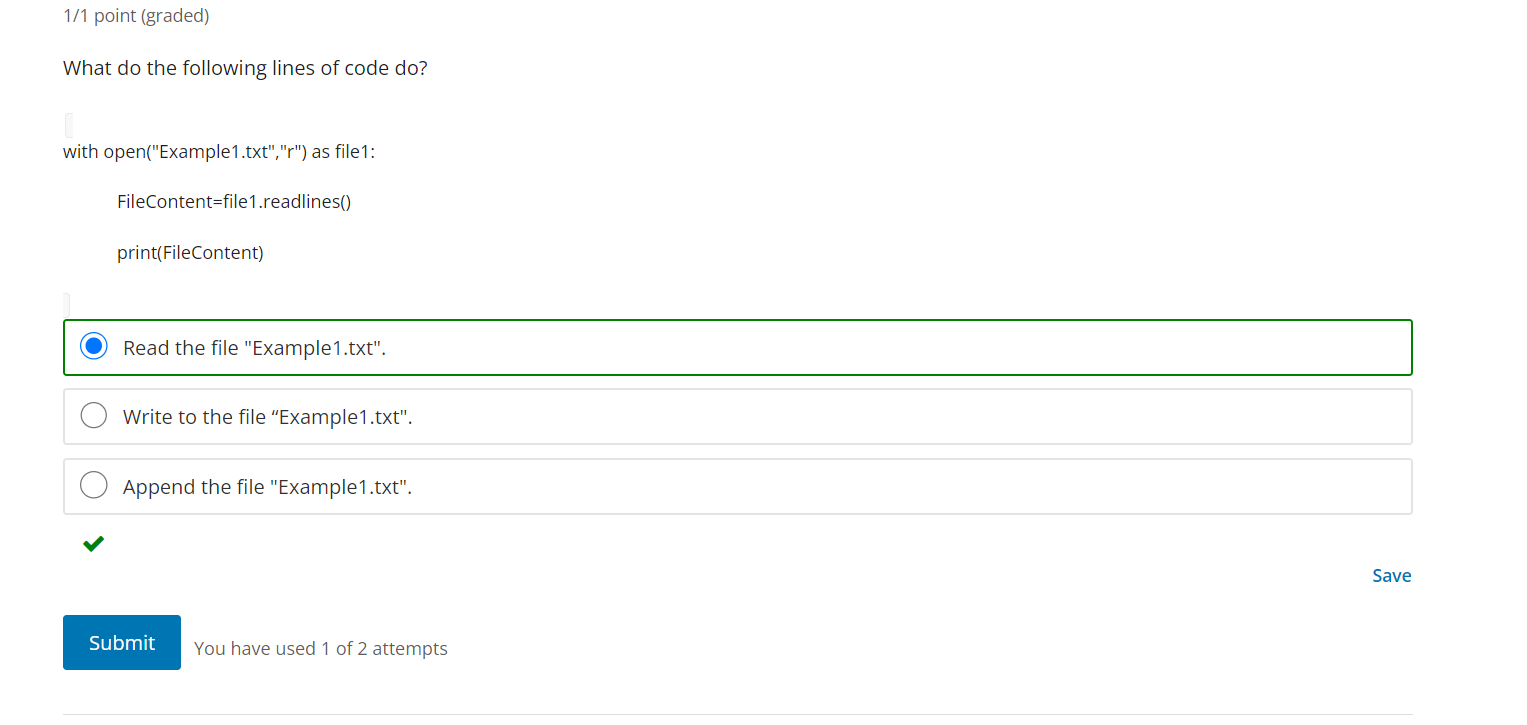 1/1 point (graded)
What do the following lines of code do?
with open("Example1.txt","r") as file1:
FileContent=file1.readlines()
print(FileContent)
Read the file "Example1.txt".
Write to the file “Example1.txt".
Append the file "Example1.txt".
Save
Submit
You have used 1 of 2 attempts